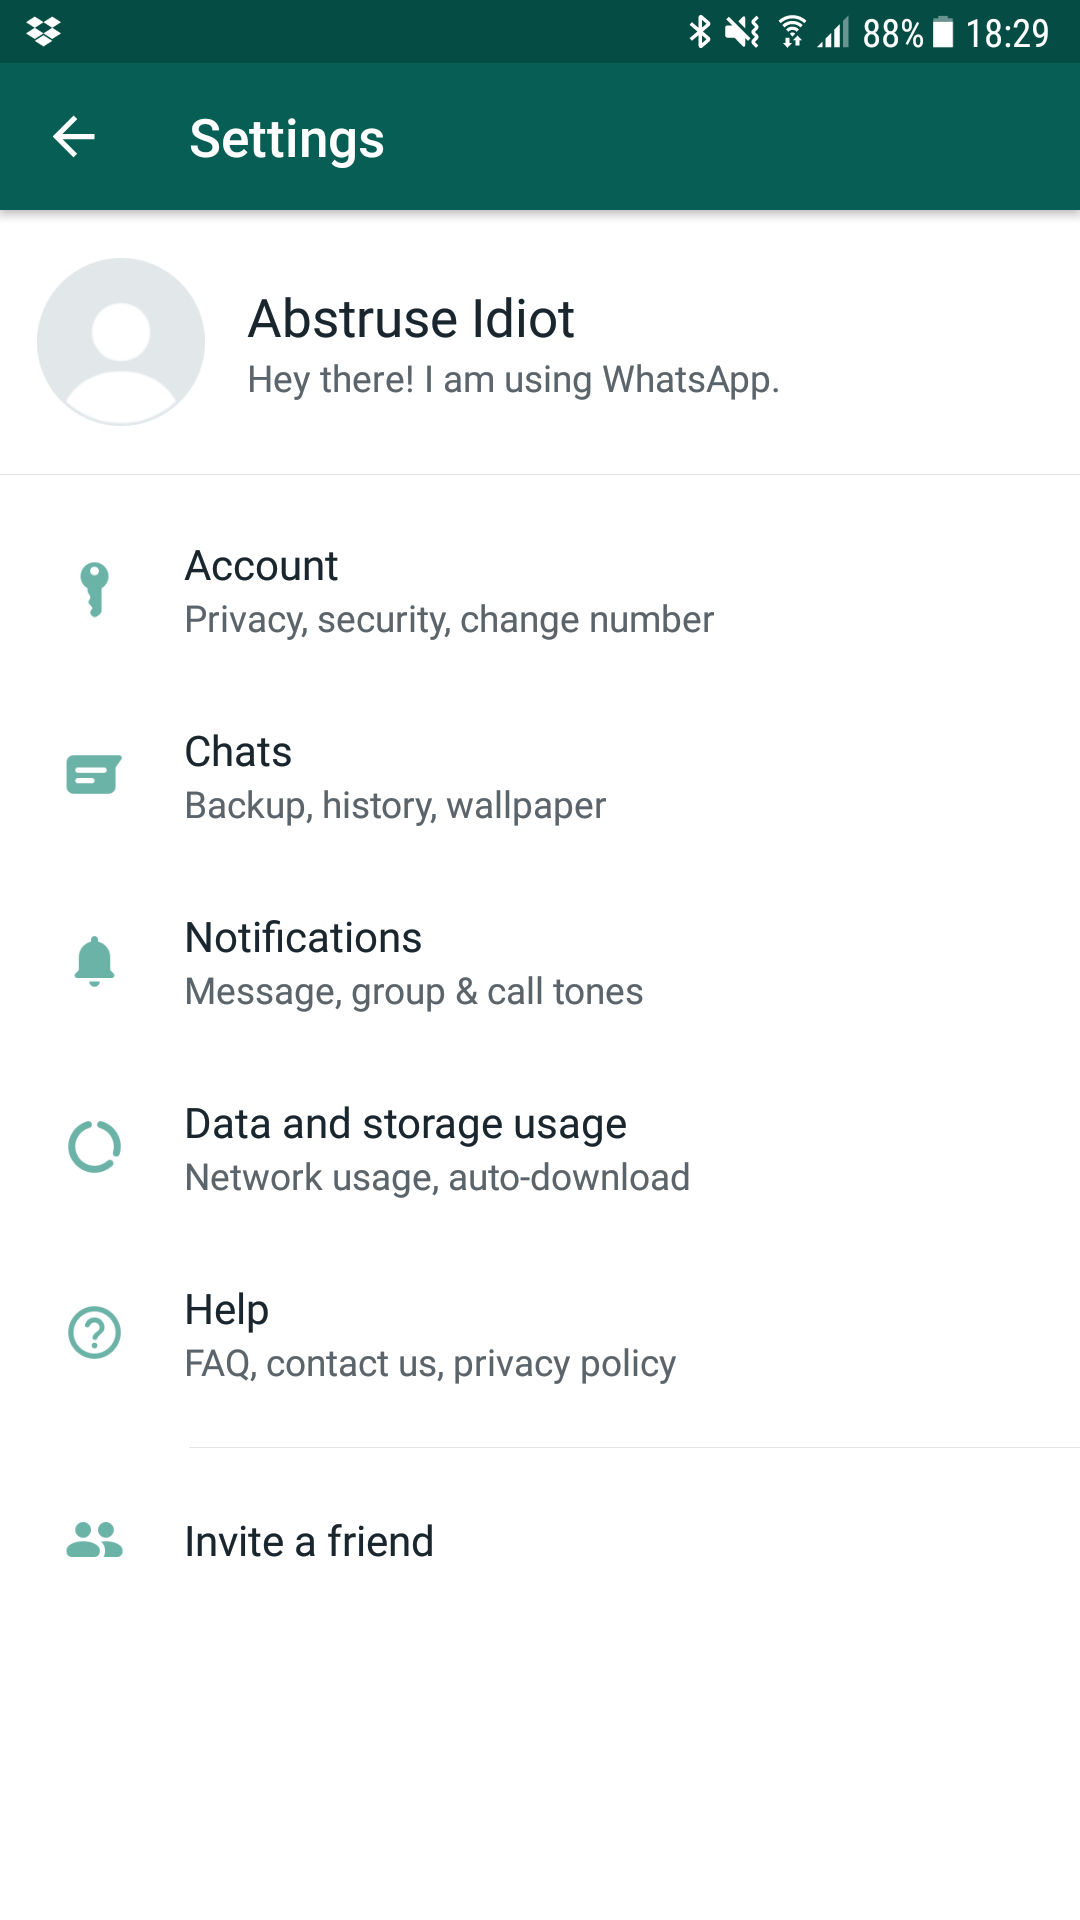 88% 18:29
Settings
Abstruse Idiot
Hey there! I am using WhatsApp.
Account
Privacy, security, change number
Chats
Backup, history, wallpaper
Notifications
Message, group & call tones
Data and storage usage
Network usage, auto-download
Help
FAQ, contact us, privacy policy
Invite a friend